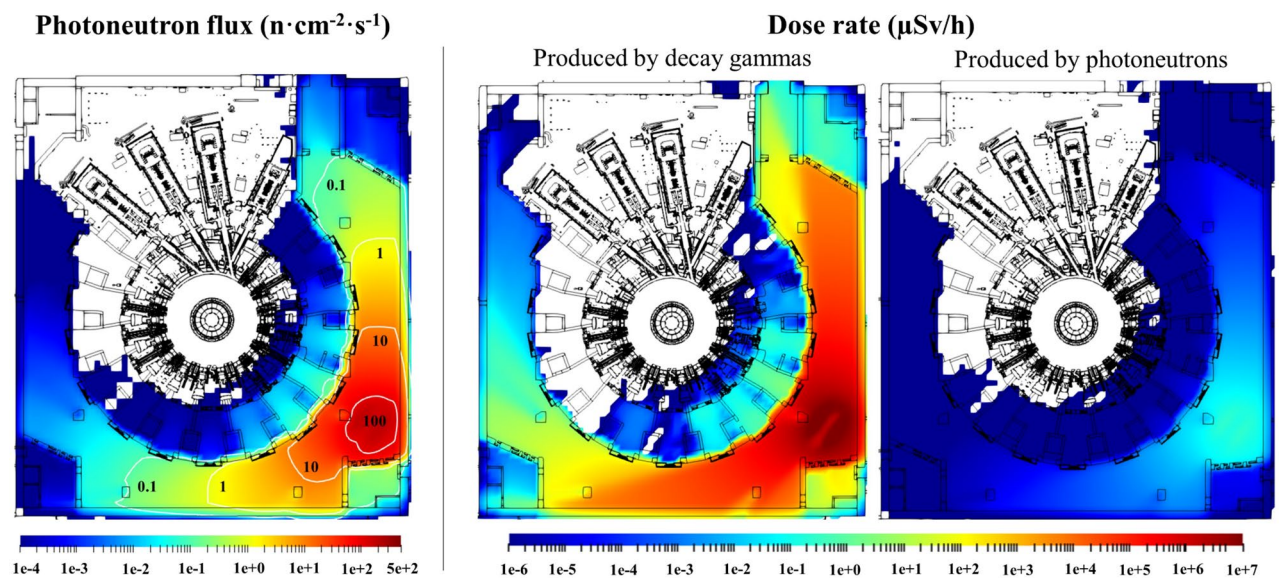 Photoneutron flux (n·cm-2·s-1)
Dose rate (μSv/h)
Produced by decay gammas
Produced by photoneutrons
0.1
1
10
100
10
0.1
1
1e-4 1e-3 1e-2 1e-1 1e+0 1e+1 1e+2 5e+2
1e-6 1e-5 1e-4 1e-3 1e-2 1e-1 1e+0 1e+1 1e+2 1e+3 1e+4 1e+5 1e+6 1e+7